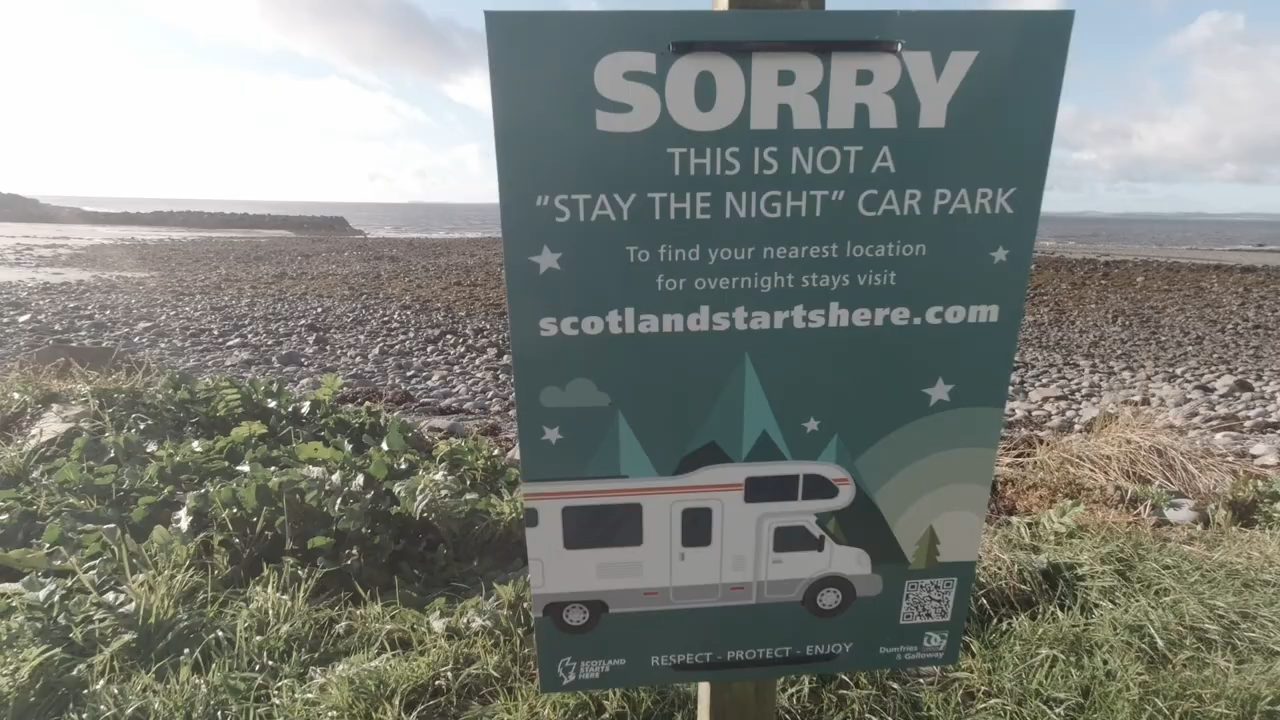 SORRY
THIS IS NOT A
"STAY THE NIGHT" CAR PARK
To find your nearest location
for overnight stays visit
scotlandstartshere.com
SCOTLAND
STARTS
HERE
RESPECT - PROTECT - ENJOY
Dumfries
& Galloway